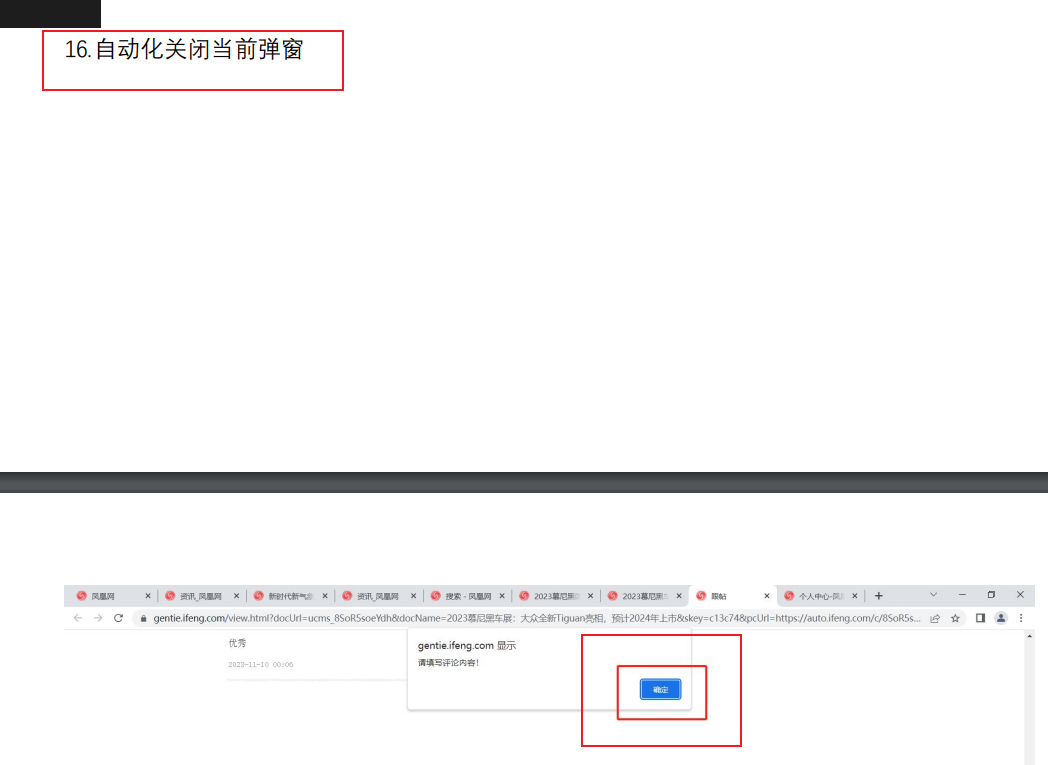 16.自动化关闭当前弹窗
凤凰网
资讯_凤凰网
新时代新气
资讯_凤凰网
搜索 - 凤凰网
2023慕尼黑
2023慕尼黑
跟帖
个人中心-凤
gentie.ifeng.com/view.html?docUrl=ucms_8SoR5soeYdh&docName=2023慕尼黑车展：大众全新Tiguan亮相，预计2024年上市&skey=c13c74&pcUrl=https://auto.ifeng.com/c/8SoR5s...
优秀
gentie.ifeng.com 显示
2023-11-10 00:06
请填写评论内容！
确定